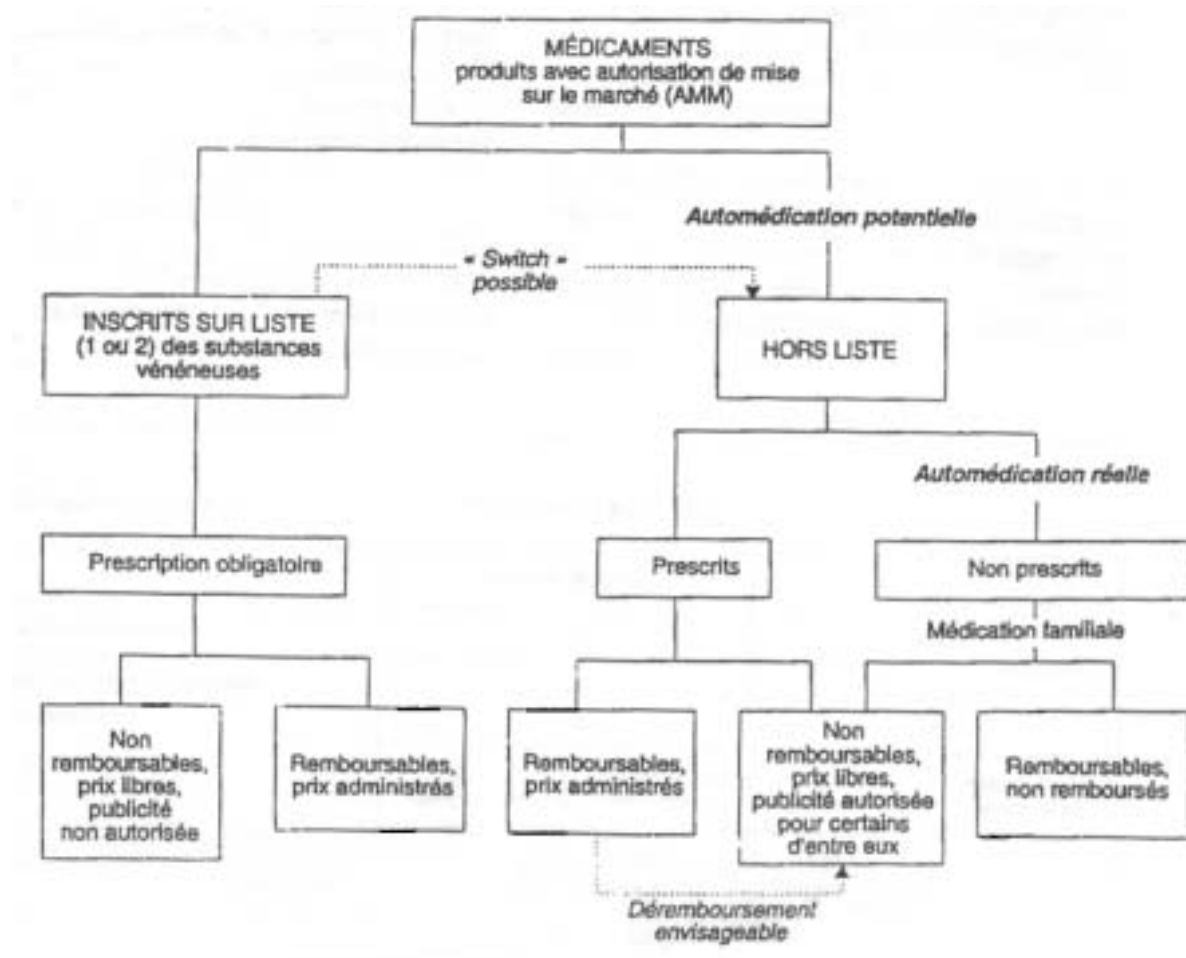 MÉDICAMENTS
produits avec autorisation de mise
sur le marché (AMM)
Automédication potentielle
« Switch »
possible
INSCRITS SUR LISTE
(1 ou 2) des substances
vénéneuses
HORS LISTE
Automédication réelle
Prescription obligatoire
Prescrits
Non prescrits
Médication familiale
Non
remboursables,
prix libres,
publicité
non autorisée
Remboursables,
prix administrés
Remboursables,
prix administrés
Non
remboursables,
prix libres,
publicité autorisée
pour certains
d'entre eux
Remboursables,
non remboursés
Déremboursement
envisageable